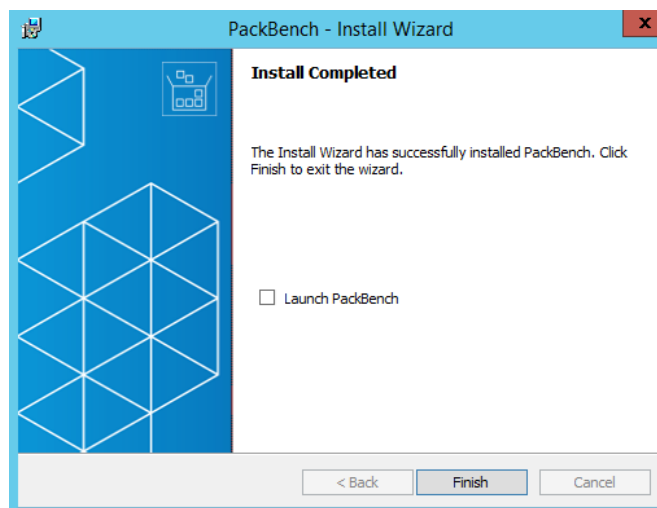 PackBench - Install Wizard
x
Install Completed
The Install Wizard has successfully installed PackBench. Click
Finish to exit the wizard.
Launch PackBench
< Back
Finish
Cancel